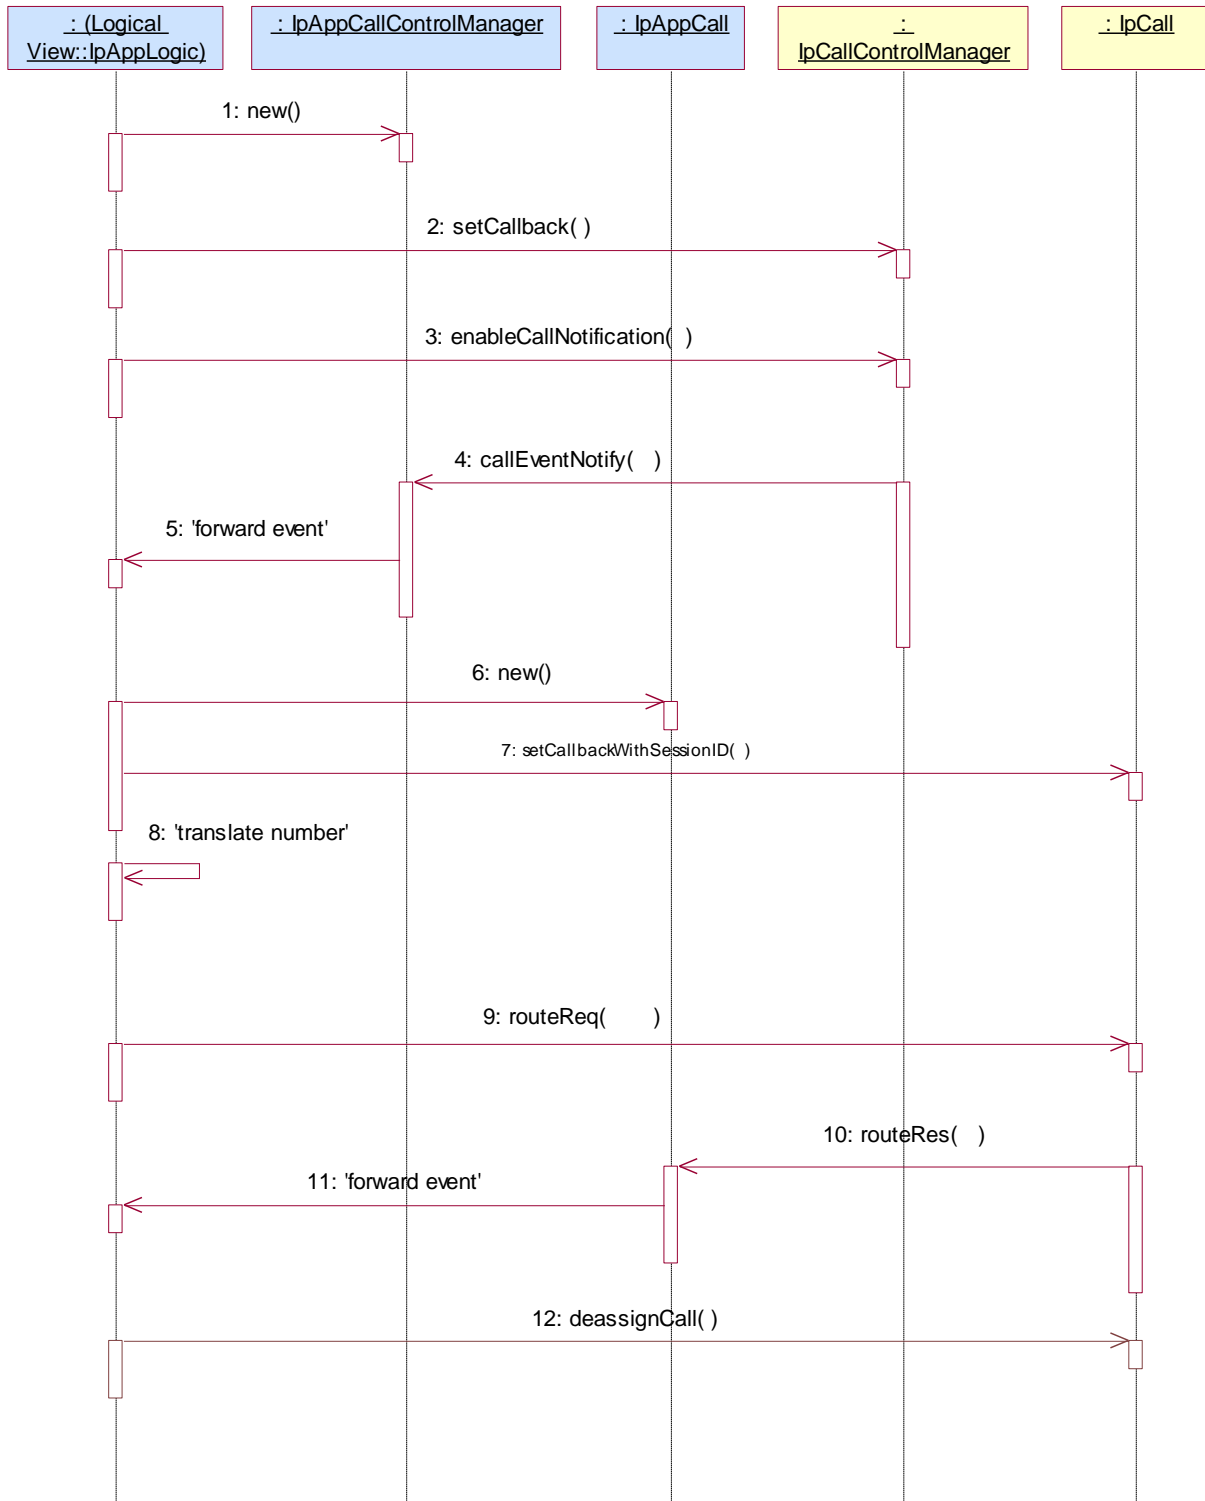 : (Logical
View::IpAppLogic)
: IpAppCallControlManager
: IpAppCall
:
IpCallControlManager
: IpCall
1: new()
2: setCallback( )
3: enableCallNotification(  )
4: callEventNotify(   )
5: 'forward event'
6: new()
7: setCallbackWithSessionID(  )
8: 'translate number'
9: routeReq(        )
10: routeRes(   )
11: 'forward event'
12: deassignCall( )